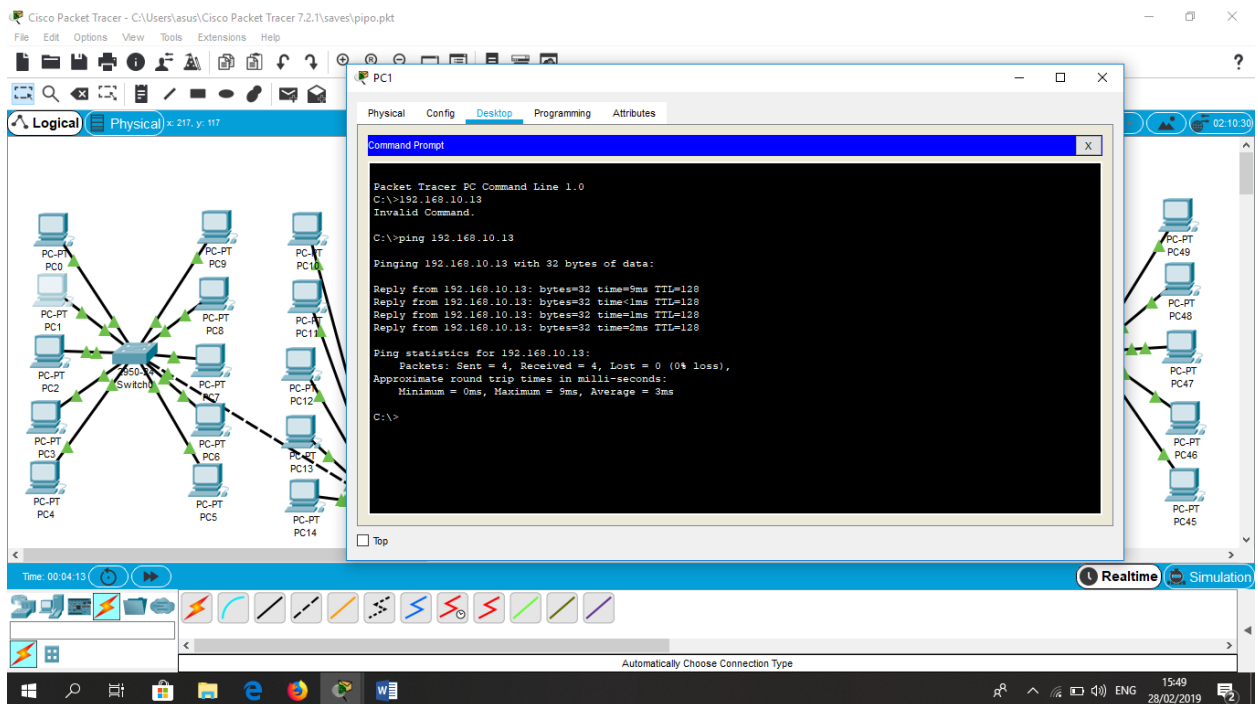 Cisco Packet Tracer - C:\Users\asus\Cisco Packet Tracer 7.2.1\saves\pipo.pkt
File Edit Options View Tools Extensions Help
PC1
Physical Config Desktop Programming Attributes
Logical Physical x: 217, y: 117
02:10:30
Command Prompt X
Packet Tracer PC Command Line 1.0
C:\>192.168.10.13
Invalid Command.
C:\>ping 192.168.10.13
Pinging 192.168.10.13 with 32 bytes of data:
Reply from 192.168.10.13: bytes=32 time=9ms TTL=128
Reply from 192.168.10.13: bytes=32 time<1ms TTL=128
Reply from 192.168.10.13: bytes=32 time=1ms TTL=128
Reply from 192.168.10.13: bytes=32 time=2ms TTL=128
Ping statistics for 192.168.10.13:
Packets: Sent = 4, Received = 4, Lost = 0 (0% loss),
Approximate round trip times in milli-seconds:
Minimum = 0ms, Maximum = 9ms, Average = 3ms
C:\>
Top
PC-PT
PC0
PC-PT
PC1
PC-PT
PC2
PC-PT
PC3
PC-PT
PC4
2950-24
Switch0
PC-PT
PC9
PC-PT
PC8
PC-PT
PC7
PC-PT
PC6
PC-PT
PC5
PC-PT
PC10
PC-PT
PC11
PC-PT
PC12
PC-PT
PC13
PC-PT
PC14
PC-PT
PC49
PC-PT
PC48
PC-PT
PC47
PC-PT
PC46
PC-PT
PC45
Time: 00:04:13
Realtime Simulation
Automatically Choose Connection Type
ENG
15:49
28/02/2019
2